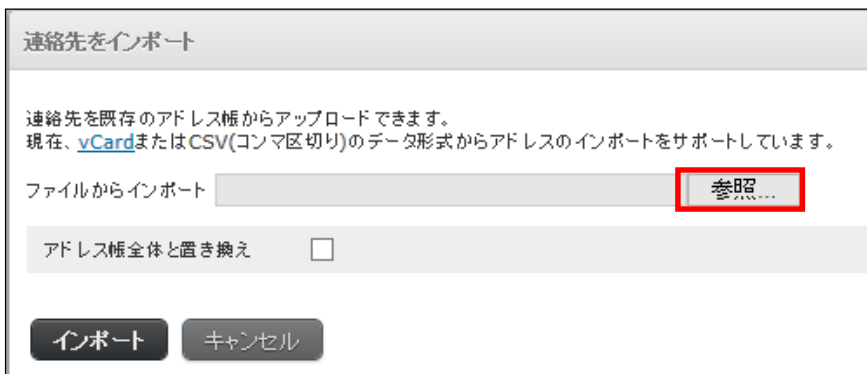 連絡先をインポート
連絡先を既存のアドレス帳からアップロードできます。
現在、vCardまたはCSV(コンマ区切り)のデータ形式からアドレスのインポートをサポートしています。
ファイルからインポート 参照...
アドレス帳全体と置き換え
インポート キャンセル